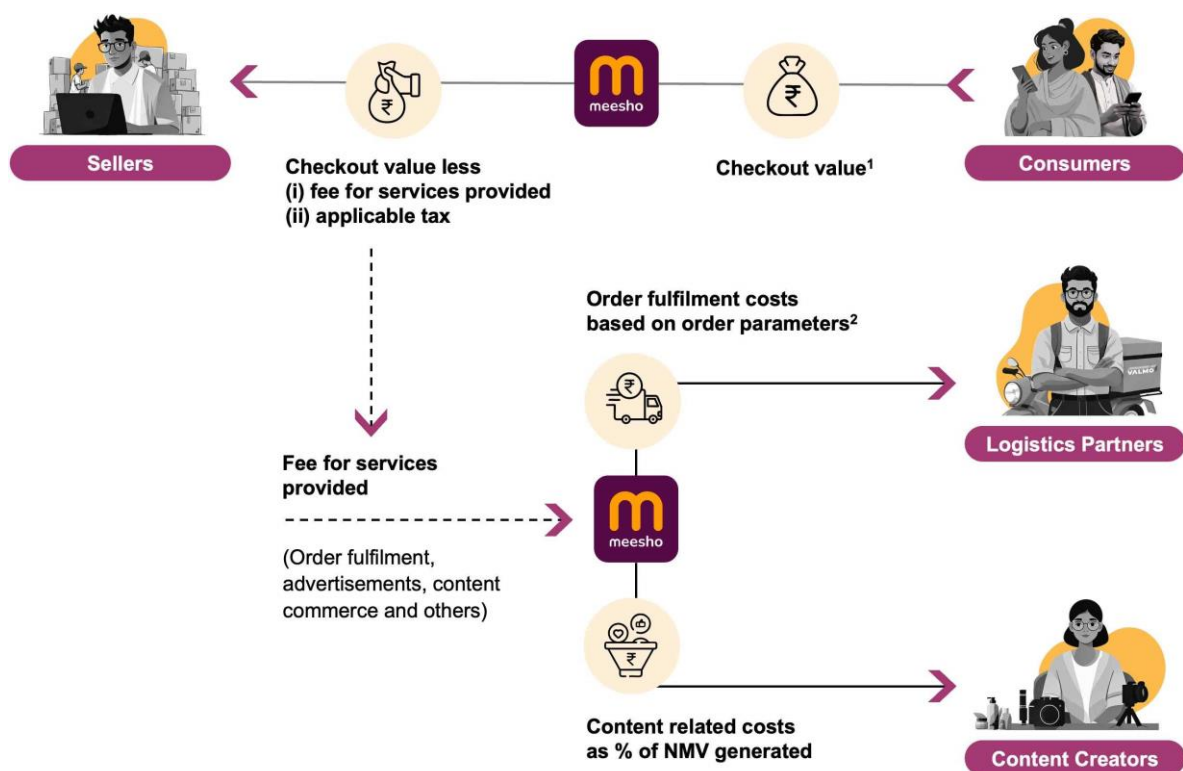 meesho
Sellers
Consumers
Checkout value less
(i) fee for services provided
(ii) applicable tax
Checkout value¹
Order fulfilment costs
based on order parameters²
VALMO
Logistics Partners
Fee for services
provided
meesho
(Order fulfilment,
advertisements, content
commerce and others)
Content related costs
as % of NMV generated
Content Creators